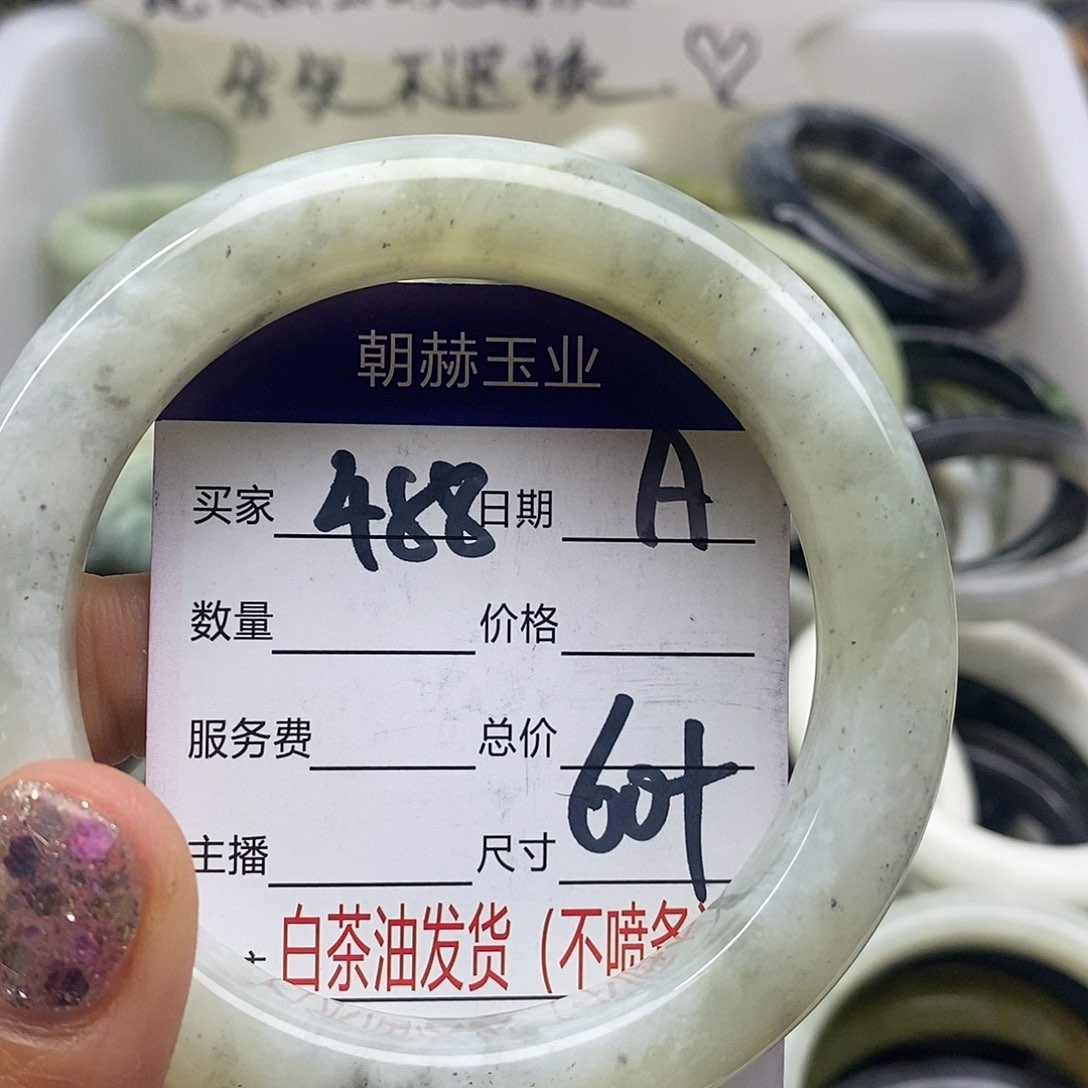 售出不退换
朝赫玉业
买家 488 日期 A
数量 价格
服务费 总价
主播 尺寸 60+
白茶油发货（不喷